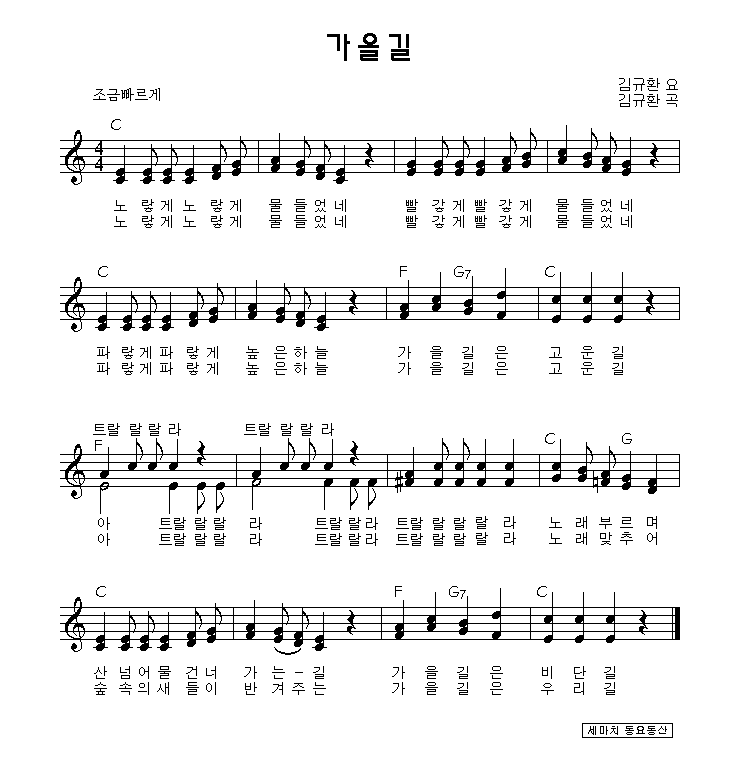 가을길
조금빠르게
김규환 요
김규환 곡
C
4
4
노 랗게 노 랗게 물 들었네 빨 갛게 빨 갛 게 물 들었네
노 랗게 노 랗게 물 들었네 빨 갛게 빨 갛 게 물 들었네
C F G7 C
파 랗게 파 랗 게 높 은하늘 가 을 길 은 고 운 길
파 랗게 파 랗 게 높 은하늘 가 을 길 은 고 운 길
트랄 랄 랄 라 트랄 랄 랄 라
F C G
아 트랄 랄 랄 라 트랄 랄라 트랄 랄 랄 랄 라 노 래 부 르 며
아 트랄 랄 랄 라 트랄 랄라 트랄 랄 랄 랄 라 노 래 맞 추 어
C F G7 C
산 넘어물 건너 가 는-길 가 을 길 은 비 단 길
숲 속의새 들이 반 겨주는 가 을 길 은 우 리 길
세마치 동요동산